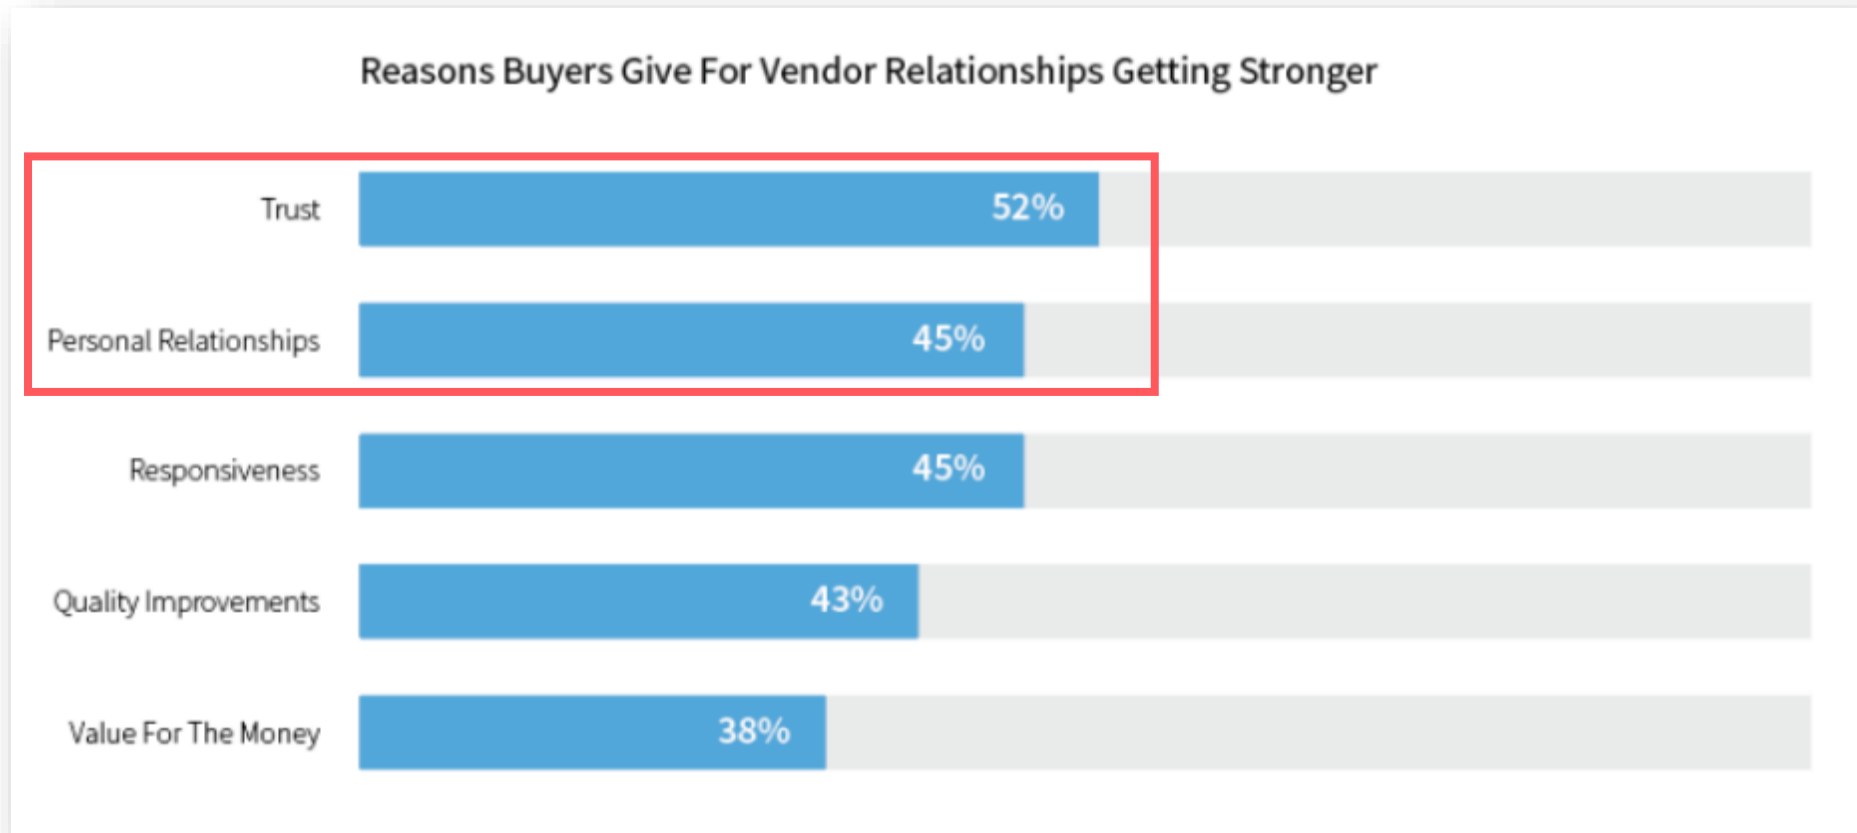 Reasons Buyers Give For Vendor Relationships Getting Stronger
Trust 52%
Personal Relationships 45%
Responsiveness 45%
Quality Improvements 43%
Value For The Money 38%